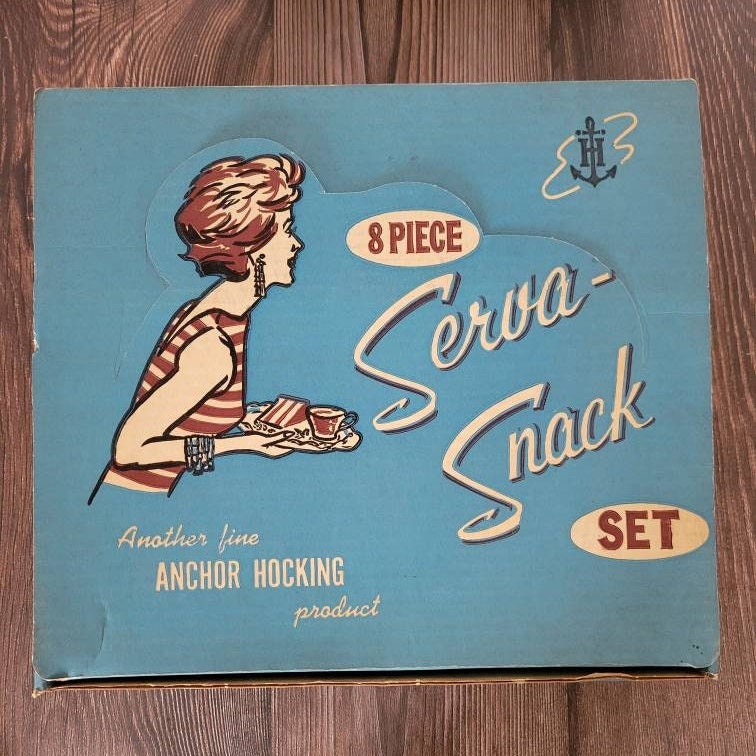 H
8 PIECE
Serva-
Snack
SET
Another fine
ANCHOR HOCKING
product